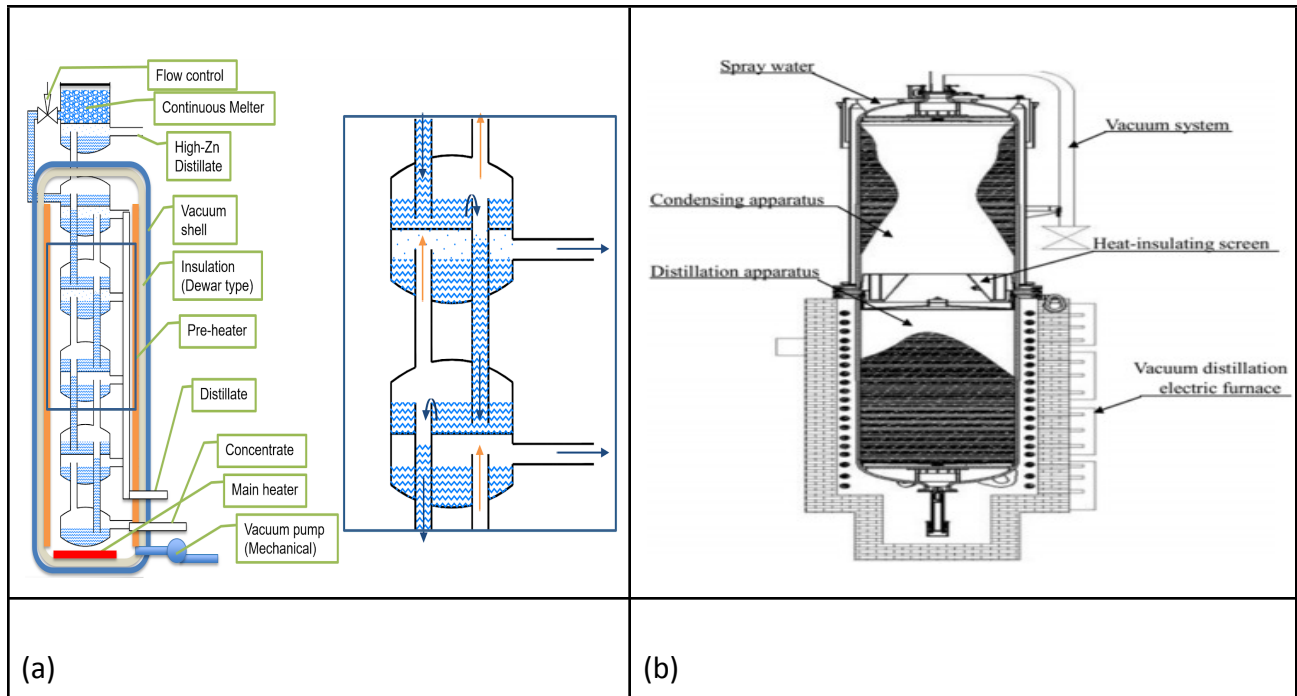 Flow control
Continuous Melter
High-Zn
Distillate
Vacuum
shell
Insulation
(Dewar type)
Pre-heater
Distillate
Concentrate
Main heater
Vacuum pump
(Mechanical)
Spray water
Vacuum system
Condensing apparatus
Heat-insulating screen
Distillation apparatus
Vacuum distillation
electric furnace
(a)
(b)